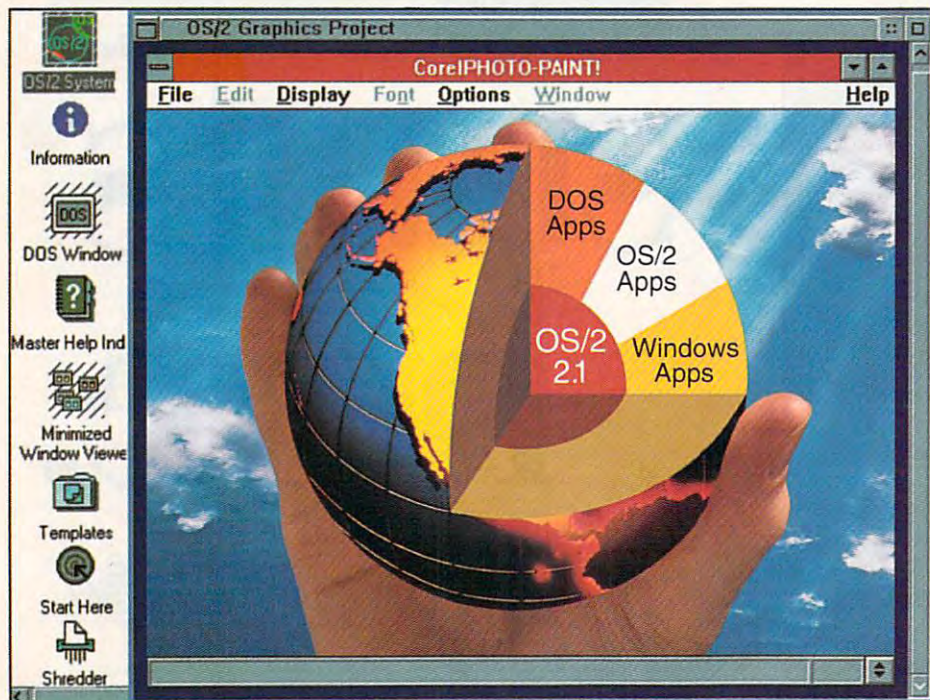 OS/2
OS/2 System
Information
DOS
DOS Window
?
Master Help Ind
Minimized
Window Viewe
Templates
Start Here
Shredder
OS/2 Graphics Project
CorelPHOTO-PAINT!
File Edit Display Font Options Window Help
DOS
Apps
OS/2
Apps
OS/2
2.1
Windows
Apps